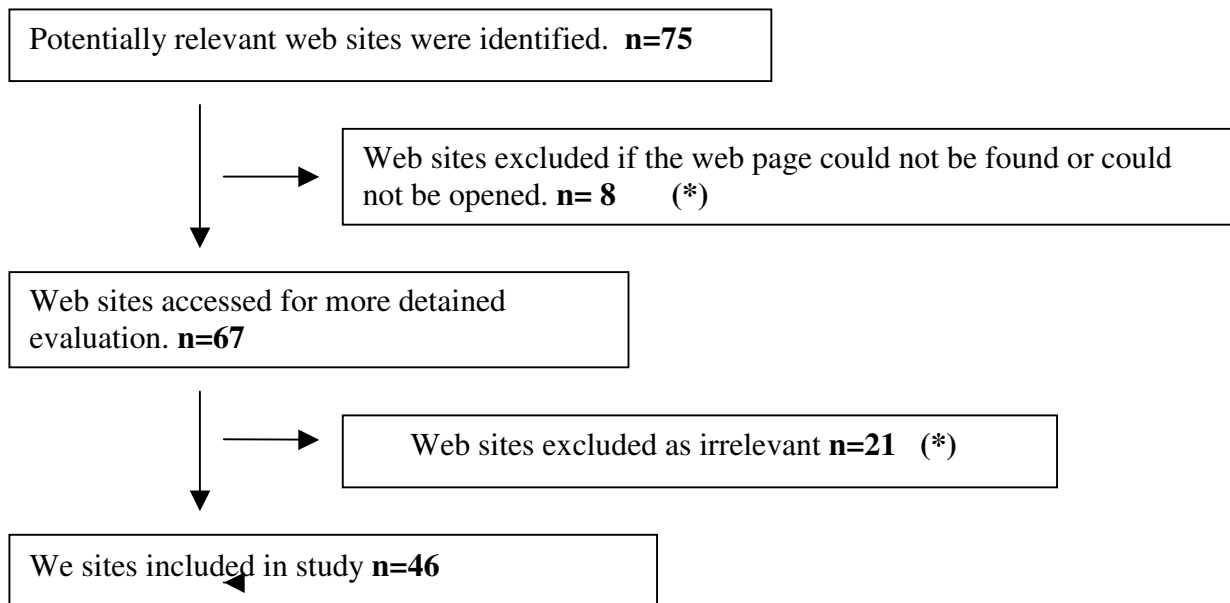 Potentially relevant web sites were identified. n=75
Web sites excluded if the web page could not be found or could
not be opened. n= 8 (*)
Web sites accessed for more detained
evaluation. n=67
Web sites excluded as irrelevant n=21 (*)
We sites included in study n=46